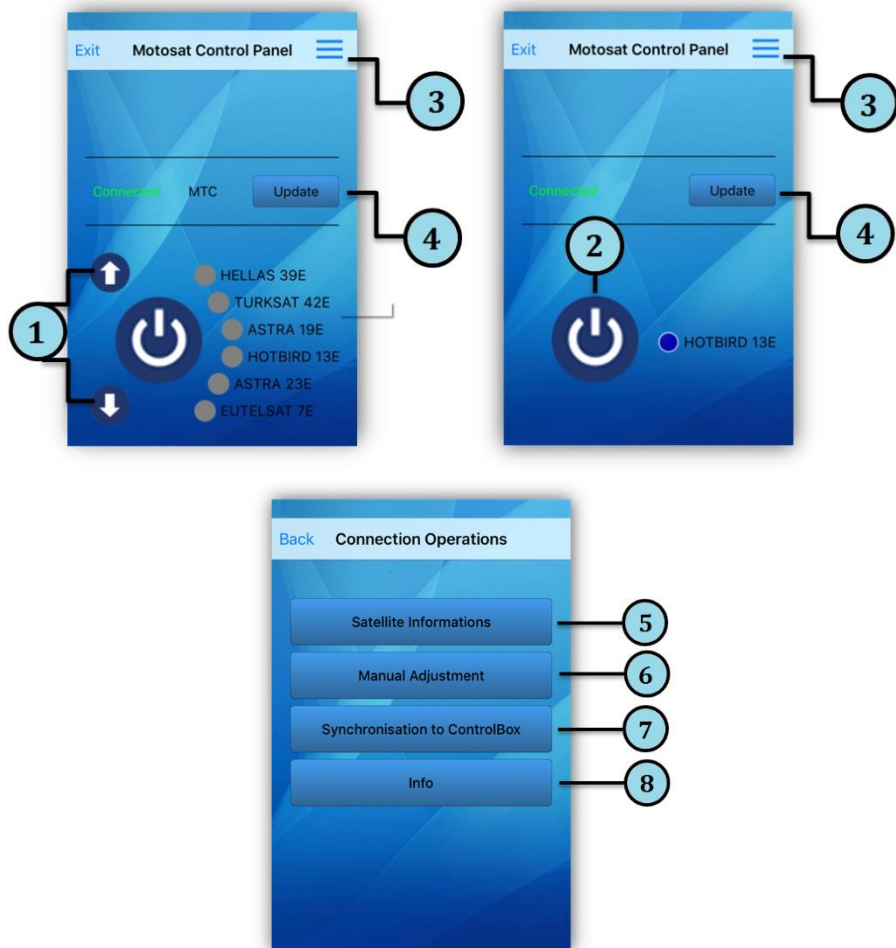 Exit Motosat Control Panel
3
Connected MTC Update
4
1
HELLAS 39E
TURKSAT 42E
ASTRA 19E
HOTBIRD 13E
ASTRA 23E
EUTELSAT 7E
Exit Motosat Control Panel
3
Connected Update
4
2
HOTBIRD 13E
Back Connection Operations
Satellite Informations
5
Manual Adjustment
6
Synchronisation to ControlBox
7
Info
8